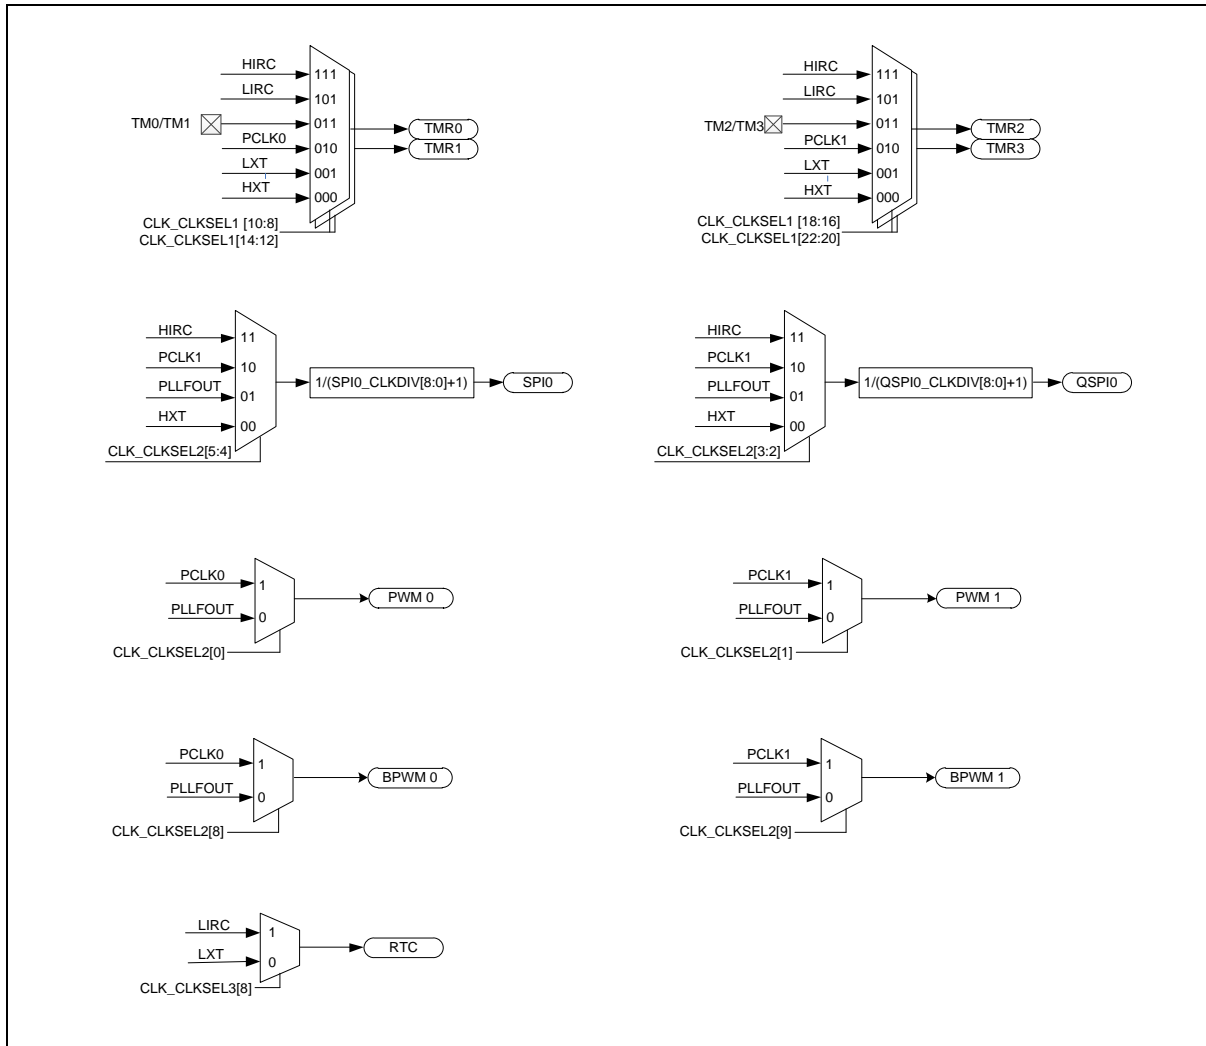 HIRC
111
LIRC
101
TM0/TM1
011
TMR0
PCLK0
010
TMR1
LXT
001
HXT
000
CLK_CLKSEL1 [10:8]
CLK_CLKSEL1[14:12]
HIRC
111
LIRC
101
TM2/TM3
011
TMR2
PCLK1
010
TMR3
LXT
001
HXT
000
CLK_CLKSEL1 [18:16]
CLK_CLKSEL1[22:20]
HIRC
11
PCLK1
10
1/(SPI0_CLKDIV[8:0]+1)
SPI0
PLLFOUT
01
HXT
00
CLK_CLKSEL2[5:4]
HIRC
11
PCLK1
10
1/(QSPI0_CLKDIV[8:0]+1)
QSPI0
PLLFOUT
01
HXT
00
CLK_CLKSEL2[3:2]
PCLK0
1
PWM 0
PLLFOUT
0
CLK_CLKSEL2[0]
PCLK1
1
PWM 1
PLLFOUT
0
CLK_CLKSEL2[1]
PCLK0
1
BPWM 0
PLLFOUT
0
CLK_CLKSEL2[8]
PCLK1
1
BPWM 1
PLLFOUT
0
CLK_CLKSEL2[9]
LIRC
1
RTC
LXT
0
CLK_CLKSEL3[8]